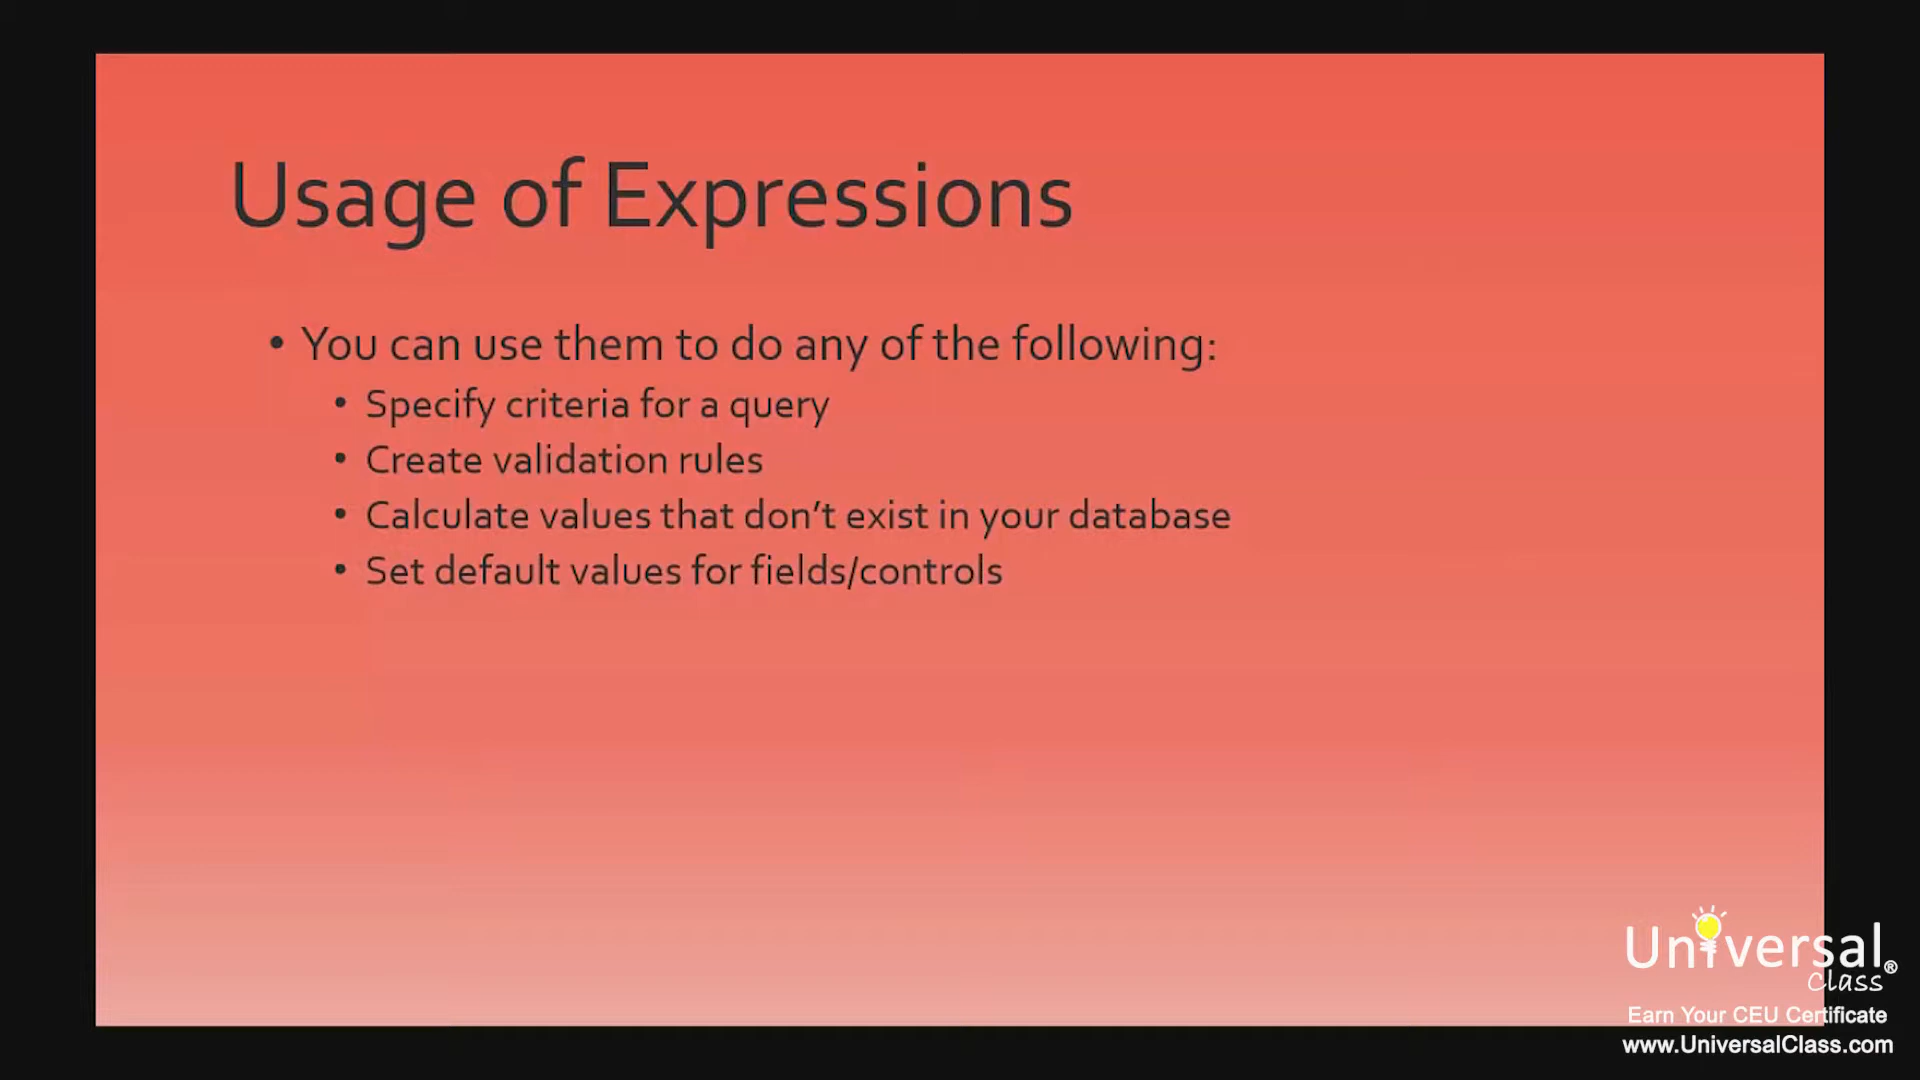 Usage of Expressions
• You can use them to do any of the following:
• Specify criteria for a query
• Create validation rules
• Calculate values that don’t exist in your database
• Set default values for fields/controls
Universal®
Class
Earn Your CEU Certificate
www.UniversalClass.com